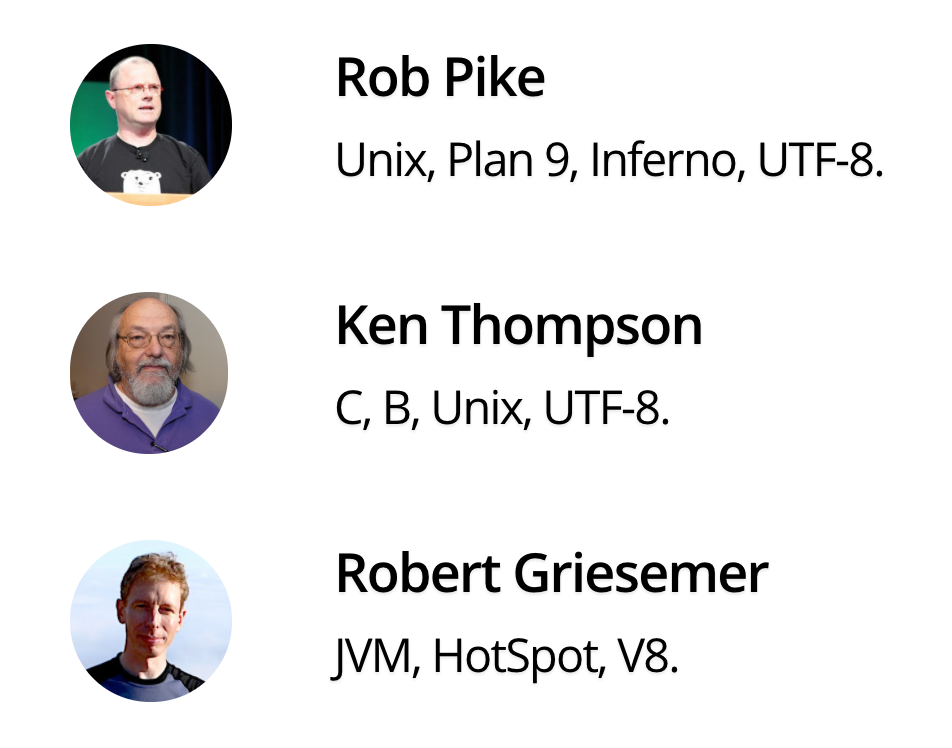 Rob Pike
Unix, Plan 9, Inferno, UTF-8.
Ken Thompson
C, B, Unix, UTF-8.
Robert Griesemer
JVM, HotSpot, V8.